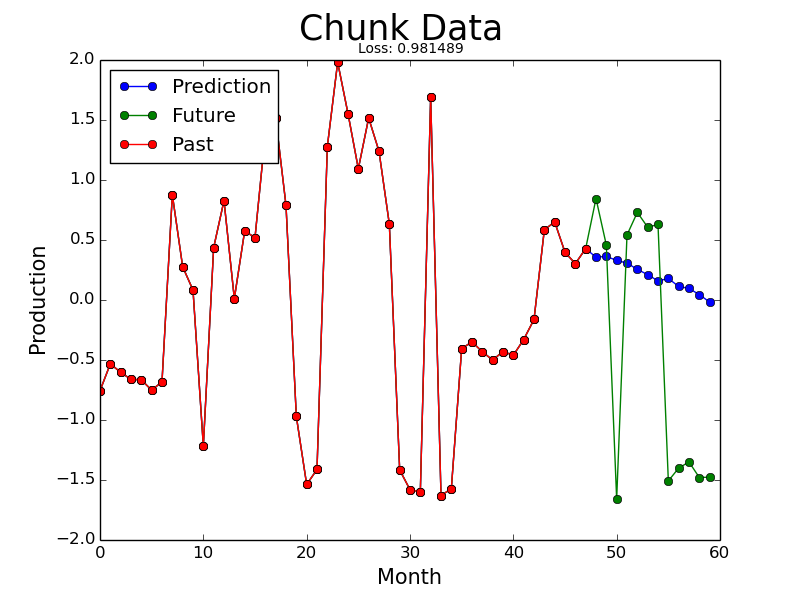 Chunk Data
Loss: 0.981489
Prediction
Future
Past
Production
2.0
1.5
1.0
0.5
0.0
−0.5
−1.0
−1.5
−2.0
0 10 20 30 40 50 60
Month